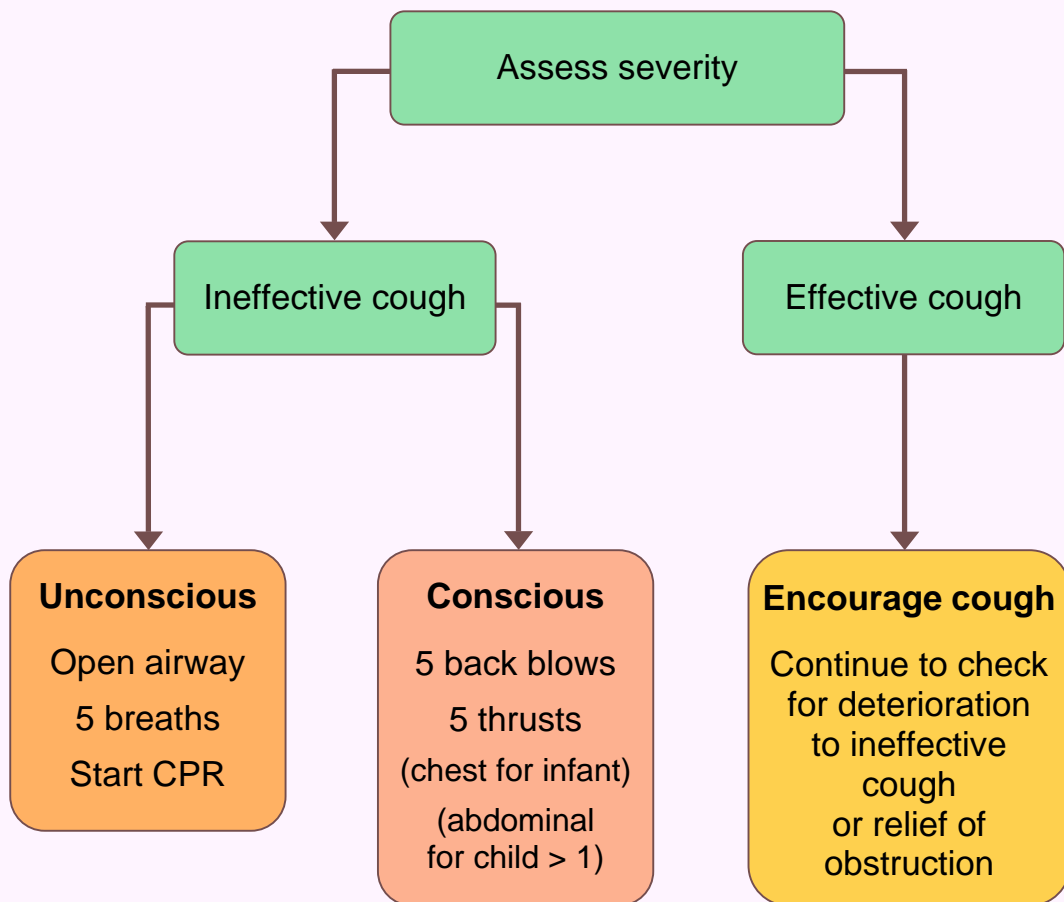 Assess severity
Ineffective cough
Effective cough
Unconscious
Open airway
5 breaths
Start CPR
Conscious
5 back blows
5 thrusts
(chest for infant)
(abdominal
for child > 1)
Encourage cough
Continue to check
for deterioration
to ineffective
cough
or relief of
obstruction